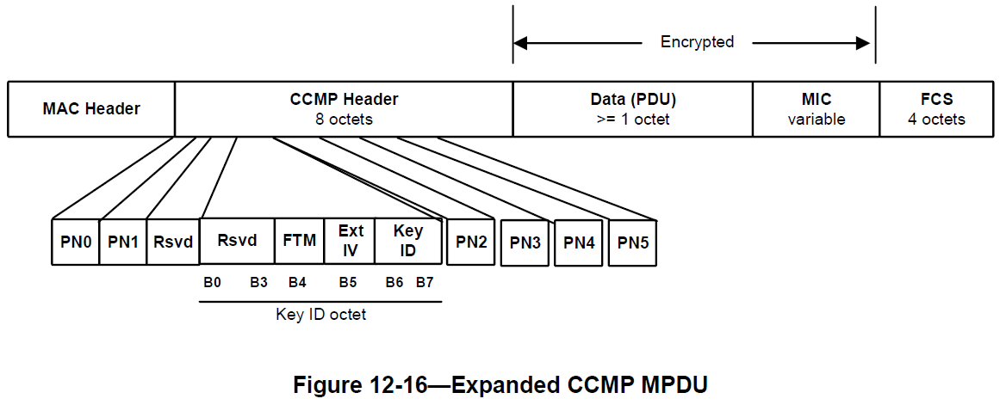 Encrypted
MAC Header
CCMP Header
8 octets
Data (PDU)
>= 1 octet
MIC
variable
FCS
4 octets
PN0
PN1
Rsvd
Rsvd
FTM
Ext
IV
Key
ID
PN2
PN3
PN4
PN5
B0 B3 B4 B5 B6 B7
Key ID octet
Figure 12-16—Expanded CCMP MPDU